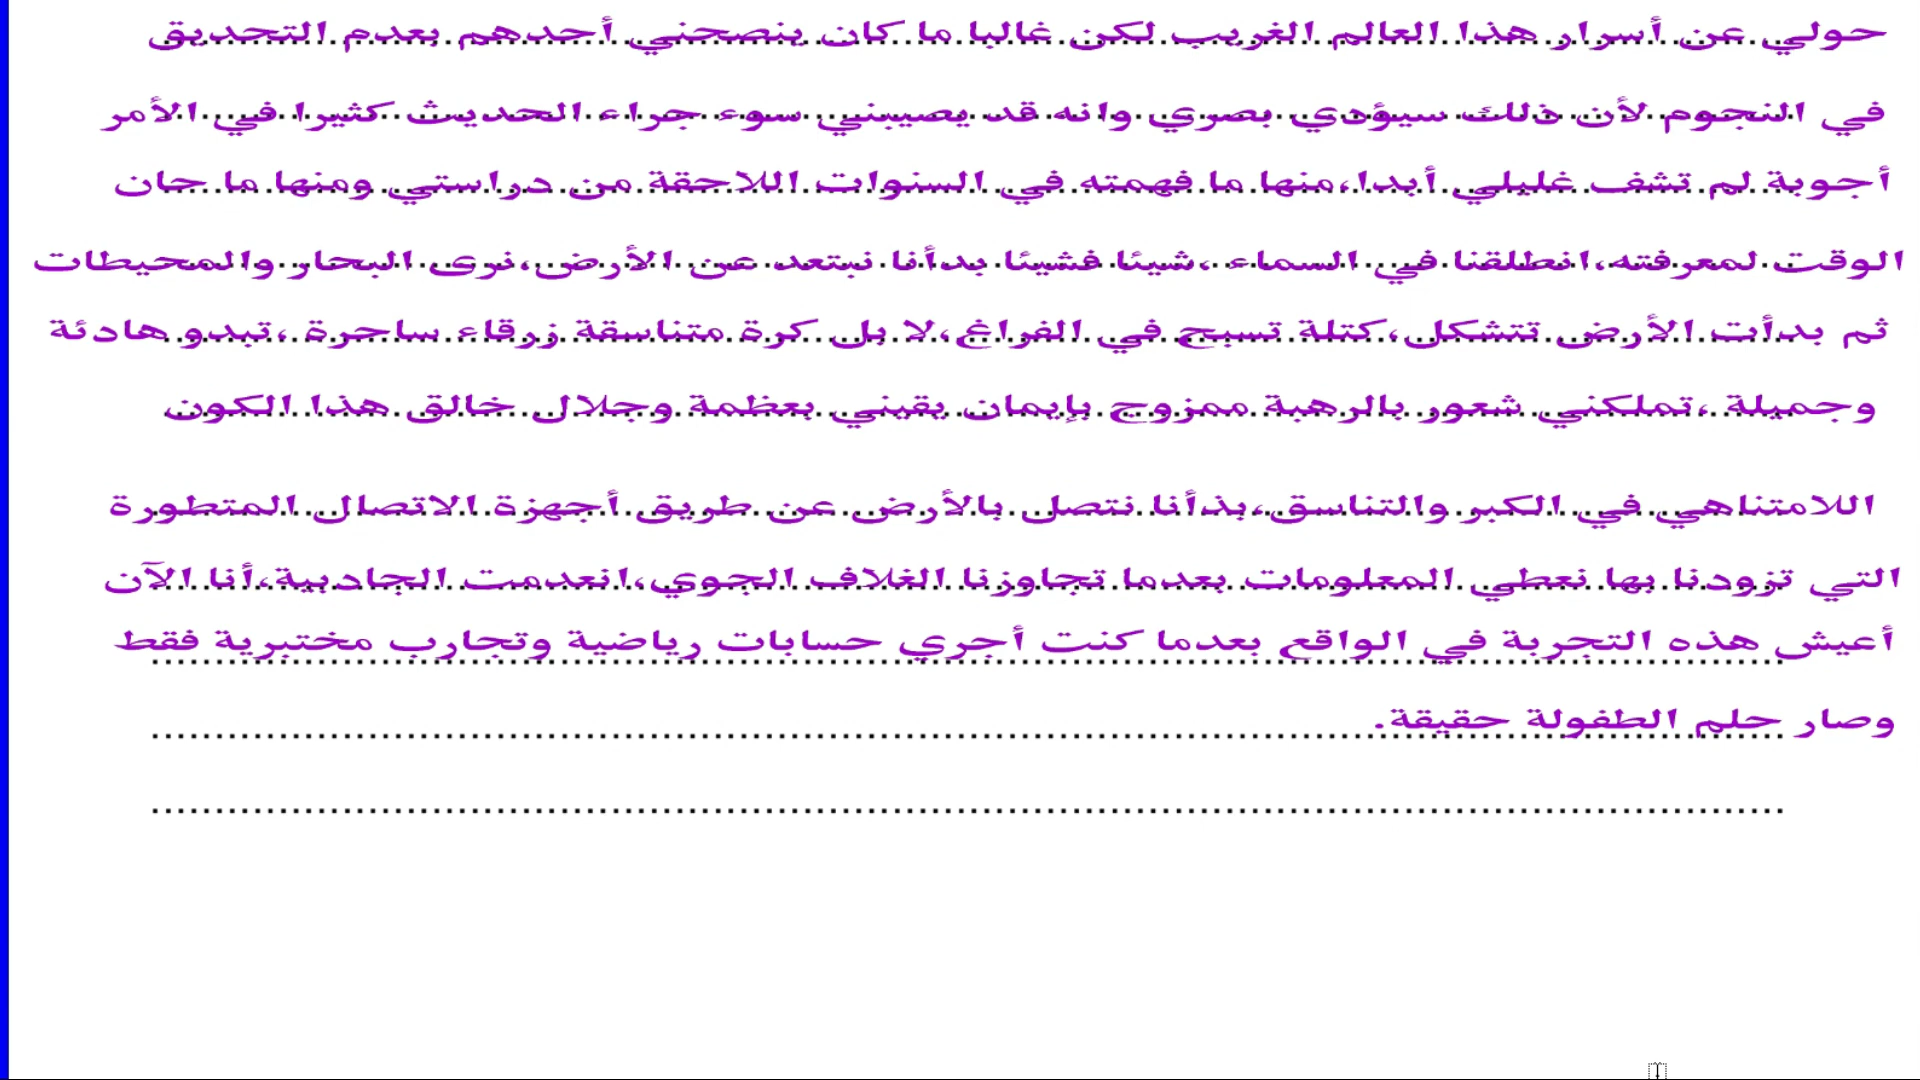 حولي عن أسرار هذا العالم الغريب لكن غالبا ما كان ينصحني أحدهم بعدم التحديق
في النجوم لأن ذلك سيؤدي بصري وانه قد يصيبني سوء جراء الحديث كثيرا في الأمر
أجوبة لم تشف غليلي أبدا،منها ما فهمته في السنوات اللاحقة من دراستي ومنها ما حان
الوقت لمعرفته،انطلقنا في السماء ،شيئا فشيئا بدأنا نبتعد عن الأرض،نرى البحار والمحيطات
ثم بدأت الأرض تتشكل،كتلة تسبح في الفراغ،لا بل كرة متناسقة زرقاء ساحرة ،تبدو هادئة
وجميلة ،تملكني شعور بالرهبة ممزوج بإيمان يقيني بعظمة وجلال خالق هذا الكون
اللامتناهي في الكبر والتناسق،بذأنا نتصل بالأرض عن طريق أجهزة الاتصال المتطورة
التي تزودنا بها نعطي المعلومات بعدما تجاوزنا الغلاف الجوي،انعدمت الجادبية،أنا الآن
أعيش هذه التجربة في الواقع بعدما كنت أجري حسابات رياضية وتجارب مختبرية فقط
وصار حلم الطفولة حقيقة.